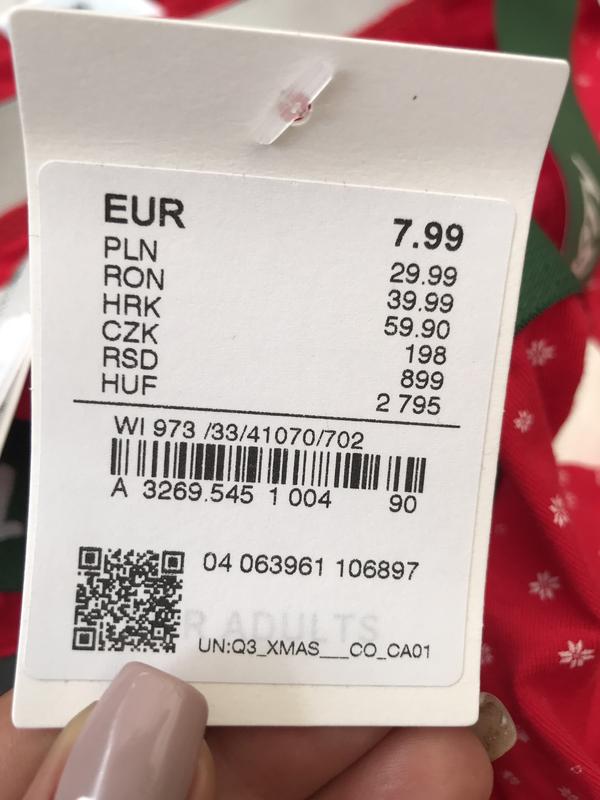 EUR 7.99
PLN 29.99
RON 39.99
HRK 59.90
CZK 198
RSD 899
HUF 2 795
WI 973 /33/41070/702
A 3269.545 1 004 90
04 063961 106897
R ADULTS
UN:Q3_XMAS___CO_CA01